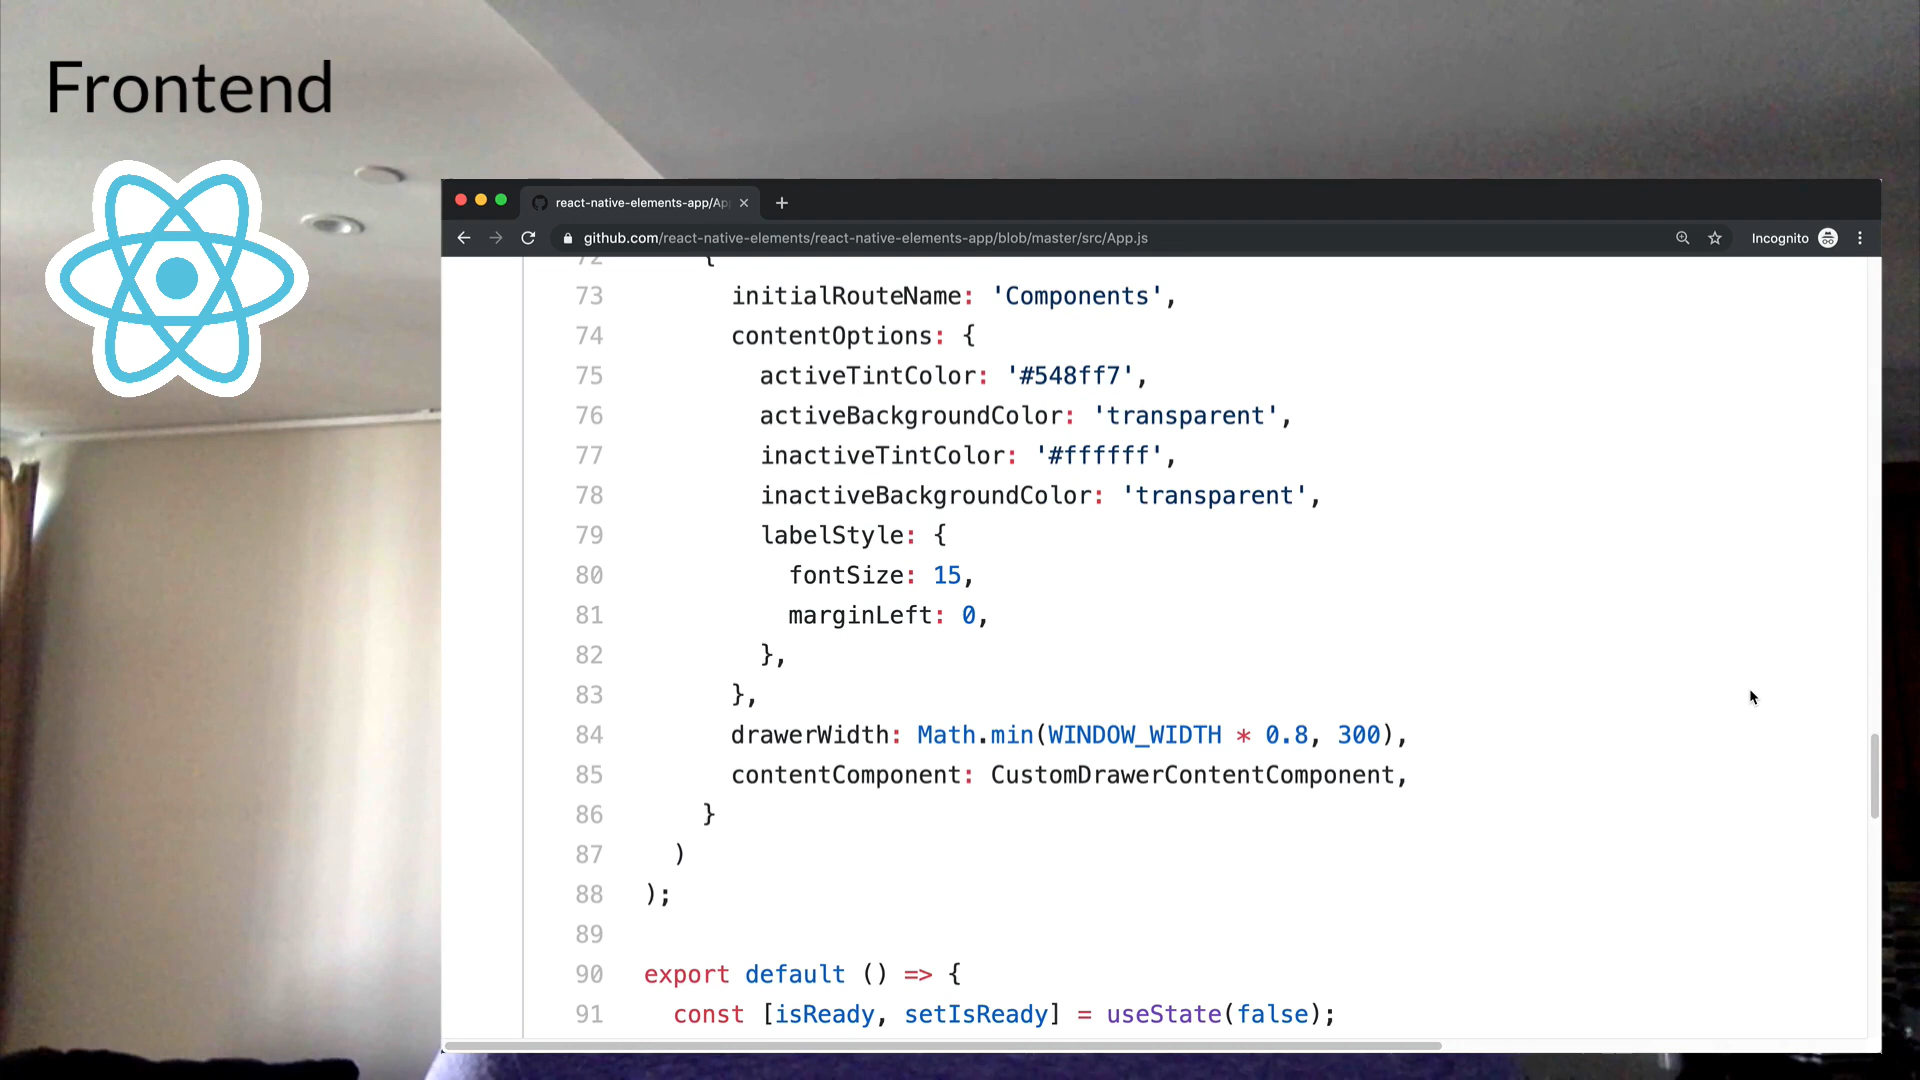 Frontend
react-native-elements-app/Ap
github.com/react-native-elements/react-native-elements-app/blob/master/src/App.js
Incognito
72 {
73 initialRouteName: 'Components',
74 contentOptions: {
75 activeTintColor: '#548ff7',
76 activeBackgroundColor: 'transparent',
77 inactiveTintColor: '#ffffff',
78 inactiveBackgroundColor: 'transparent',
79 labelStyle: {
80 fontSize: 15,
81 marginLeft: 0,
82 },
83 },
84 drawerWidth: Math.min(WINDOW_WIDTH * 0.8, 300),
85 contentComponent: CustomDrawerContentComponent,
86 }
87 )
88 );
89
90 export default () => {
91 const [isReady, setIsReady] = useState(false);